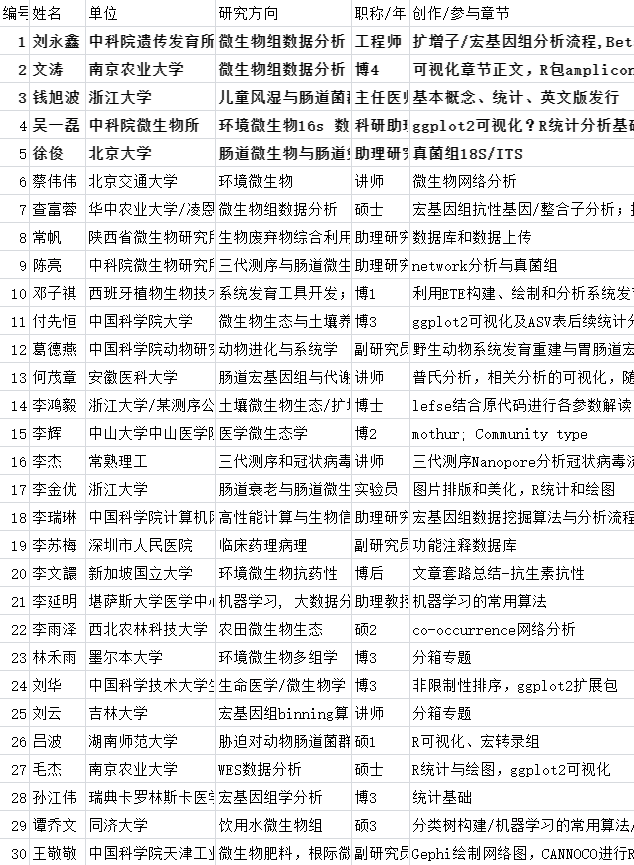 编号 姓名 单位 研究方向 职称/年 创作/参与章节
1 刘永鑫 中科院遗传发育所 微生物组数据分析 工程师 扩增子/宏基因组分析流程,Bet
2 文涛 南京农业大学 微生物组数据分析 博4 可视化章节正文，R包amplicon
3 钱旭波 浙江大学 儿童风湿与肠道菌群 主任医师 基本概念、统计、英文版发行
4 吴一磊 中科院微生物所 环境微生物16s 数 科研助理 ggplot2可视化？R统计分析基础
5 徐俊 北京大学 肠道微生物与肠道 助理研究 真菌组18S/ITS
6 蔡伟伟 北京交通大学 环境微生物 讲师 微生物网络分析
7 查富蓉 华中农业大学/凌恩 微生物组数据分析 硕士 宏基因组抗性基因/整合子分析；
8 常帆 陕西省微生物研究所 生物废弃物综合利用 助理研究 数据库和数据上传
9 陈亮 中科院微生物研究所 三代测序与肠道微生 助理研究 network分析与真菌组
10 邓子祺 西班牙植物生物技术 系统发育工具开发； 博1 利用ETE构建、绘制和分析系统发育
11 付先恒 中国科学院大学 微生物生态与土壤养 博3 ggplot2可视化及ASV表后续统计分
12 葛德燕 中国科学院动物研究 动物进化与系统学 副研究员 野生动物系统发育重建与胃肠道宏
13 何茂章 安徽医科大学 肠道宏基因组与代谢 讲师 普氏分析，相关分析的可视化，随
14 李鸿毅 浙江大学/某测序公 土壤微生物生态/扩增 博士 lefse结合原代码进行各参数解读
15 李辉 中山大学中山医学院 医学微生态学 博2 mothur; Community type
16 李杰 常熟理工 三代测序和冠状病毒 讲师 三代测序Nanopore分析冠状病毒流
17 李金优 浙江大学 肠道衰老与肠道微生 实验员 图片排版和美化，R统计和绘图
18 李瑞琳 中国科学院计算机网 高性能计算与生物信 助理研究 宏基因组数据挖掘算法与分析流程
19 李苏梅 深圳市人民医院 临床药理病理 副研究员 功能注释数据库
20 李文譞 新加坡国立大学 环境微生物抗药性 博后 文章套路总结-抗生素抗性
21 李延明 堪萨斯大学医学中心 机器学习, 大数据分 助理教授 机器学习的常用算法
22 李雨泽 西北农林科技大学 农田微生物生态 硕2 co-occurrence网络分析
23 林禾雨 墨尔本大学 环境微生物多组学 博3 分箱专题
24 刘华 中国科学技术大学生 生命医学/微生物学 博3 非限制性排序，ggplot2扩展包
25 刘云 吉林大学 宏基因组binning算 讲师 分箱专题
26 吕波 湖南师范大学 胁迫对动物肠道菌群 硕1 R可视化、宏转录组
27 毛杰 南京农业大学 WES数据分析 硕士 R统计与绘图，ggplot2可视化
28 孙江伟 瑞典卡罗林斯卡医学 宏基因组学分析 博3 统计基础
29 谭乔文 同济大学 饮用水微生物组 硕3 分类树构建/机器学习的常用算法/
30 王敬敬 中国科学院天津工业 微生物肥料，根际微 副研究员 Gephi绘制网络图，CANNOCO进行R